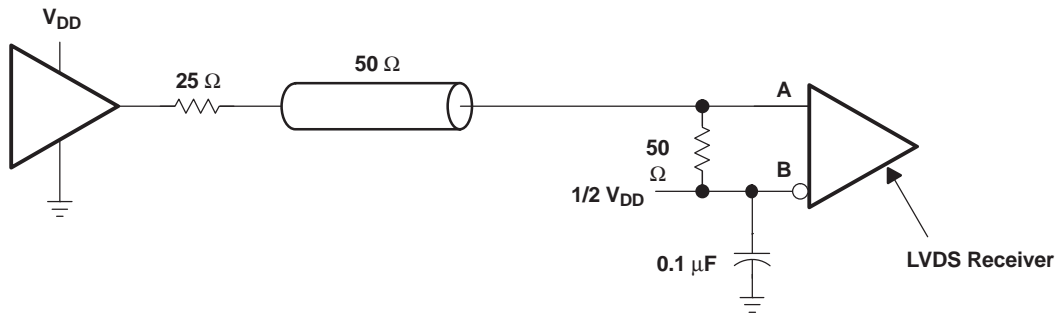 VDD
25 Ω
50 Ω
A
50
Ω
B
1/2 VDD
0.1 μF
LVDS Receiver